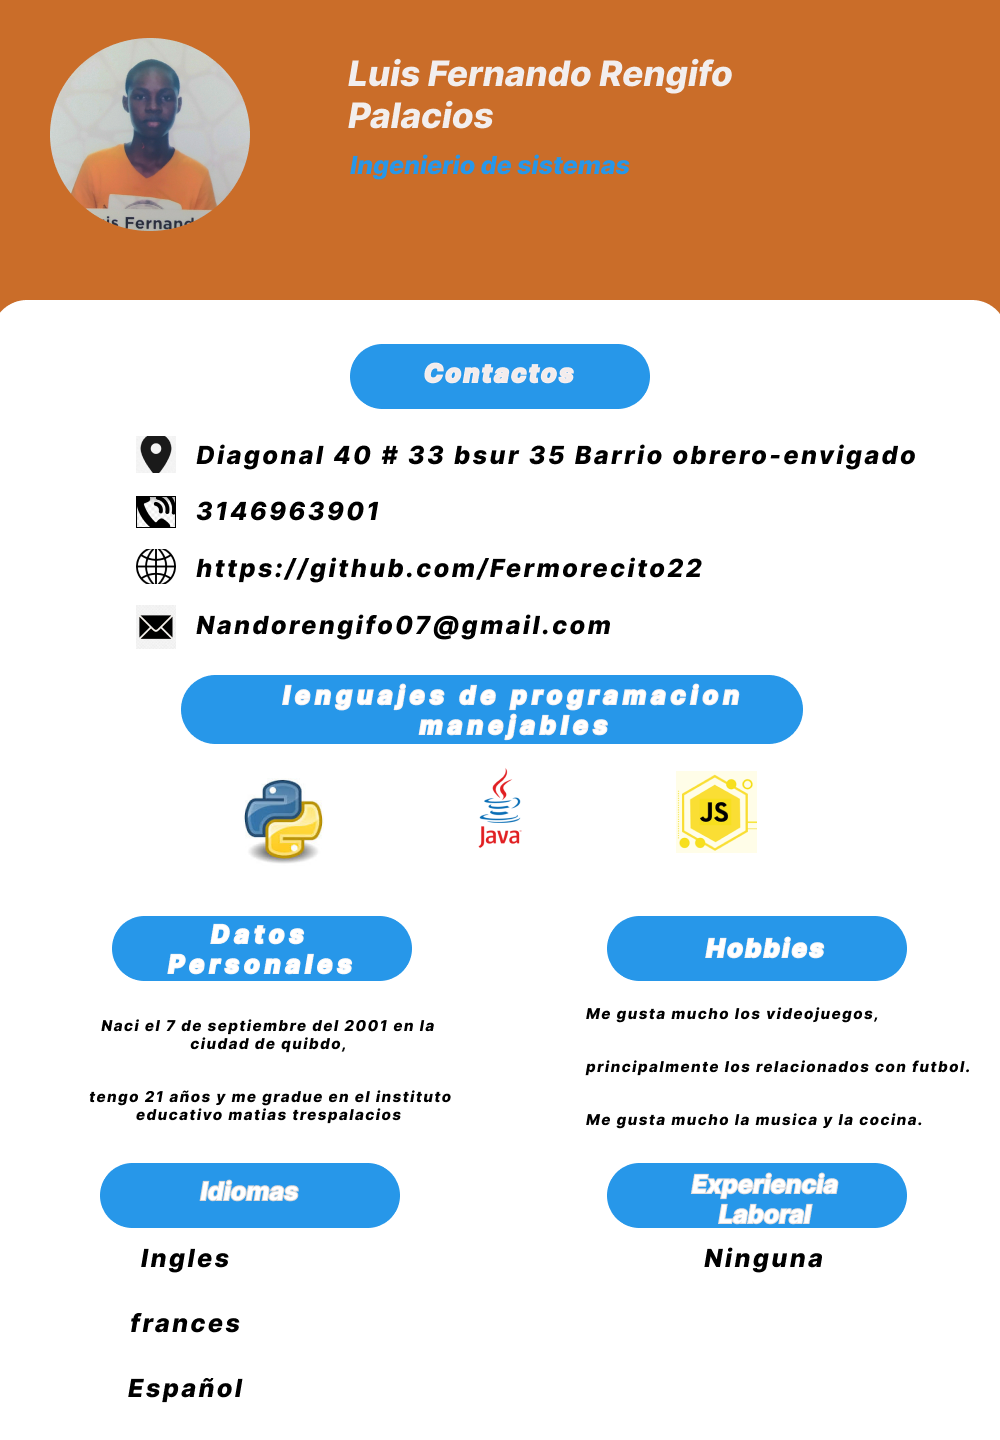 Luis Fernando Rengifo
Palacios
Ingenierio de sistemas
is Fernand
Contactos
Diagonal 40 # 33 bsur 35 Barrio obrero-envigado
3146963901
https://github.com/Fermorecito22
Nandorengifo07@gmail.com
lenguajes de programacion
manejables
Java
JS
Datos
Personales
Naci el 7 de septiembre del 2001 en la
ciudad de quibdo,
tengo 21 años y me gradue en el instituto
educativo matias trespalacios
Hobbies
Me gusta mucho los videojuegos,
principalmente los relacionados con futbol.
Me gusta mucho la musica y la cocina.
Idiomas
Ingles
frances
Español
Experiencia
Laboral
Ninguna